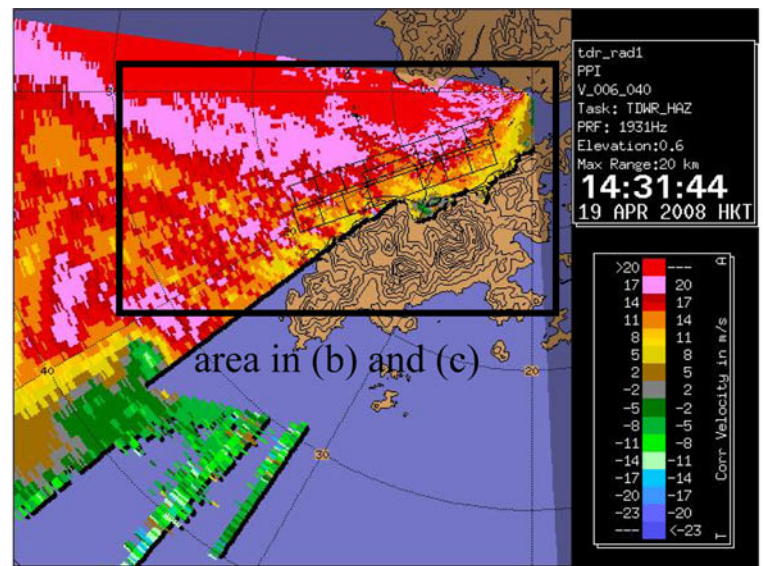 tdr_rad1
PPI
V_006_040
Task: TDWR_HAZ
PRF: 1931Hz
Elevation:0.6
Max Range:20 km
14:31:44
19 APR 2008 HKT
area in (b) and (c)
40
30
20
>20 --- A
17 20
14 17
11 14
8 11
5 8
2 5
-2 2
-5 -2
-8 -5
-11 -8
-14 -11
-17 -14
-20 -17
-23 -20
--- <-23 T
Corr Velocity in m/s